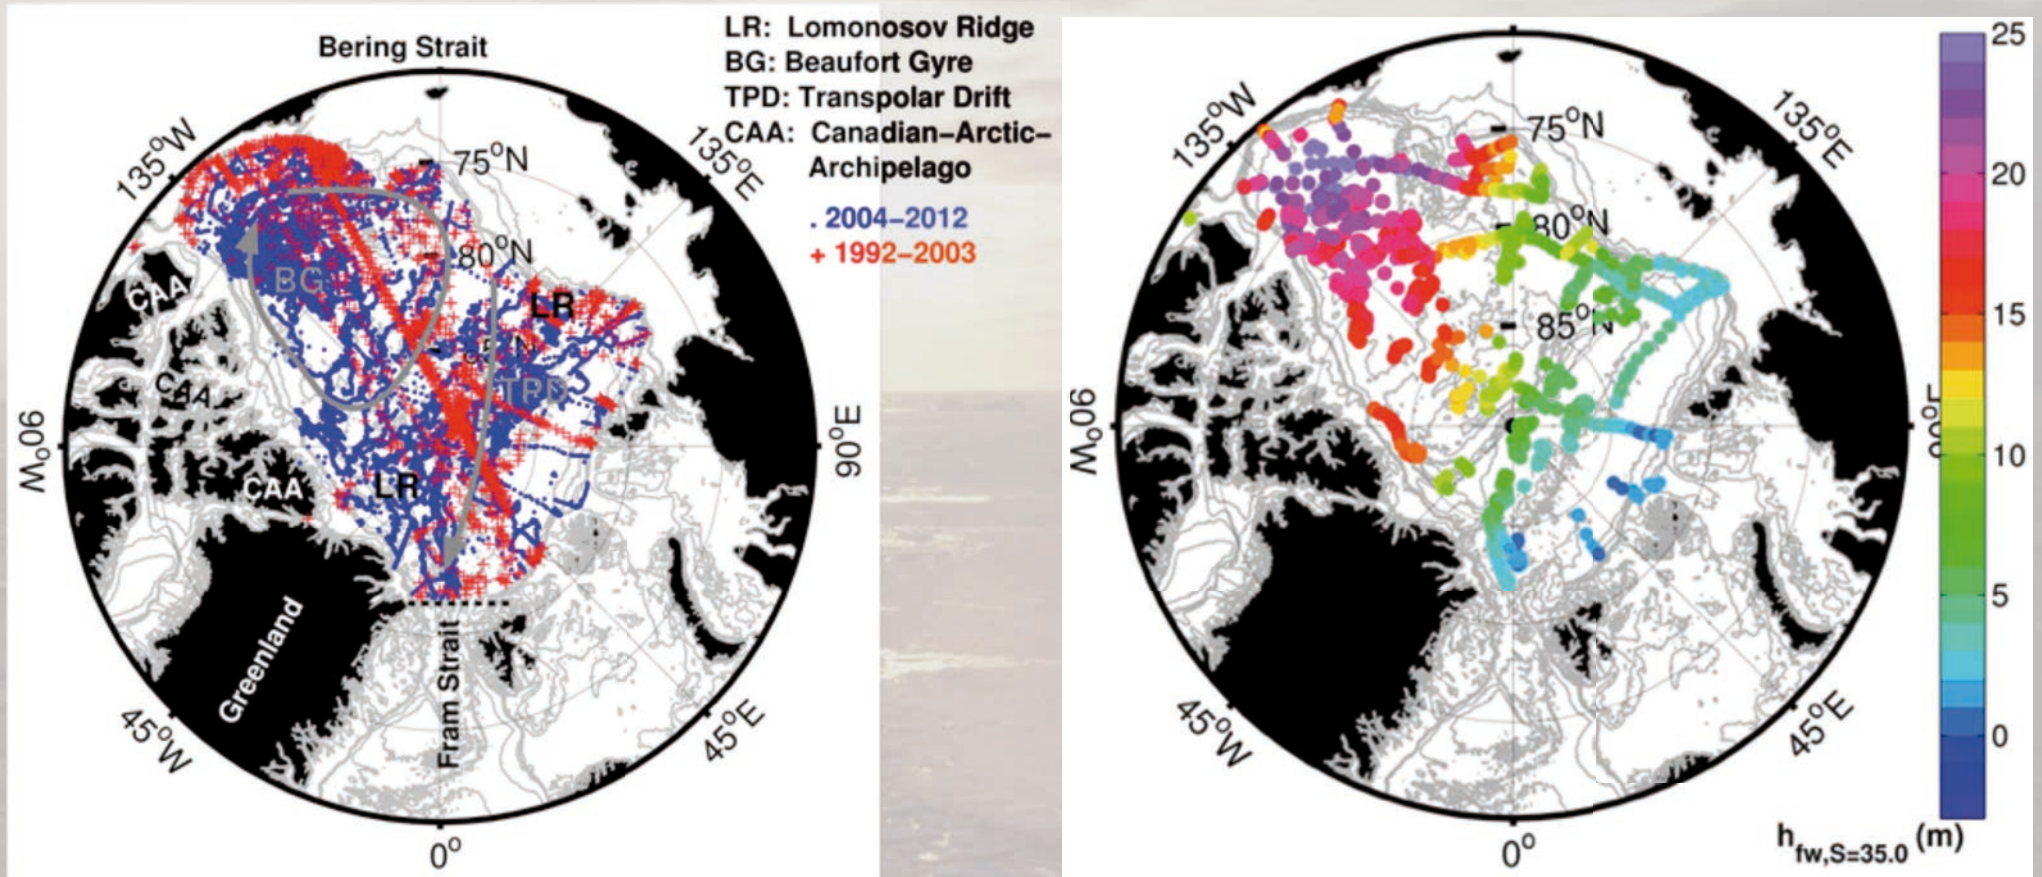 Bering Strait
LR: Lomonosov Ridge
BG: Beaufort Gyre
TPD: Transpolar Drift
CAA: Canadian-Arctic-
Archipelago
. 2004-2012
+ 1992-2003
135°W
135°E
75°N
80°N
85°N
BG
LR
TPD
CAA
CAA
CAA
LR
90°W
90°E
Greenland
Fram Strait
45°W
45°E
0°
135°W
135°E
75°N
80°N
85°N
90°W
45°W
45°E
0°
25
20
15
10
5
0
h fw,S=35.0 (m)